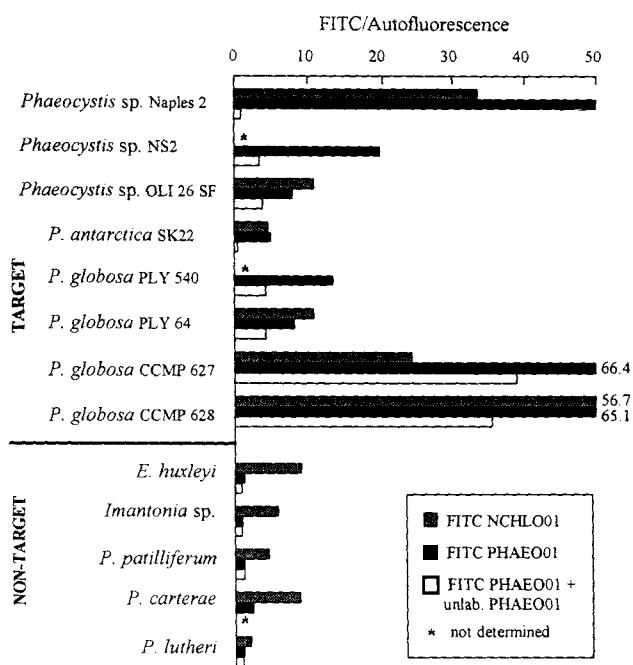 FITC/Autofluorescence
0 10 20 30 40 50
Phaeocystis sp. Naples 2
Phaeocystis sp. NS2 *
Phaeocystis sp. OLI 26 SF
P. antarctica SK22
P. globosa PLY 540 *
P. globosa PLY 64
P. globosa CCMP 627 66.4
P. globosa CCMP 628 56.7
65.1
TARGET
E. huxleyi
Imantonia sp.
P. patilliferum
P. carterae
*
P. lutheri
NON-TARGET
FITC NCHLO01
FITC PHAEO01
FITC PHAEO01 +
unlab. PHAEO01
* not determined